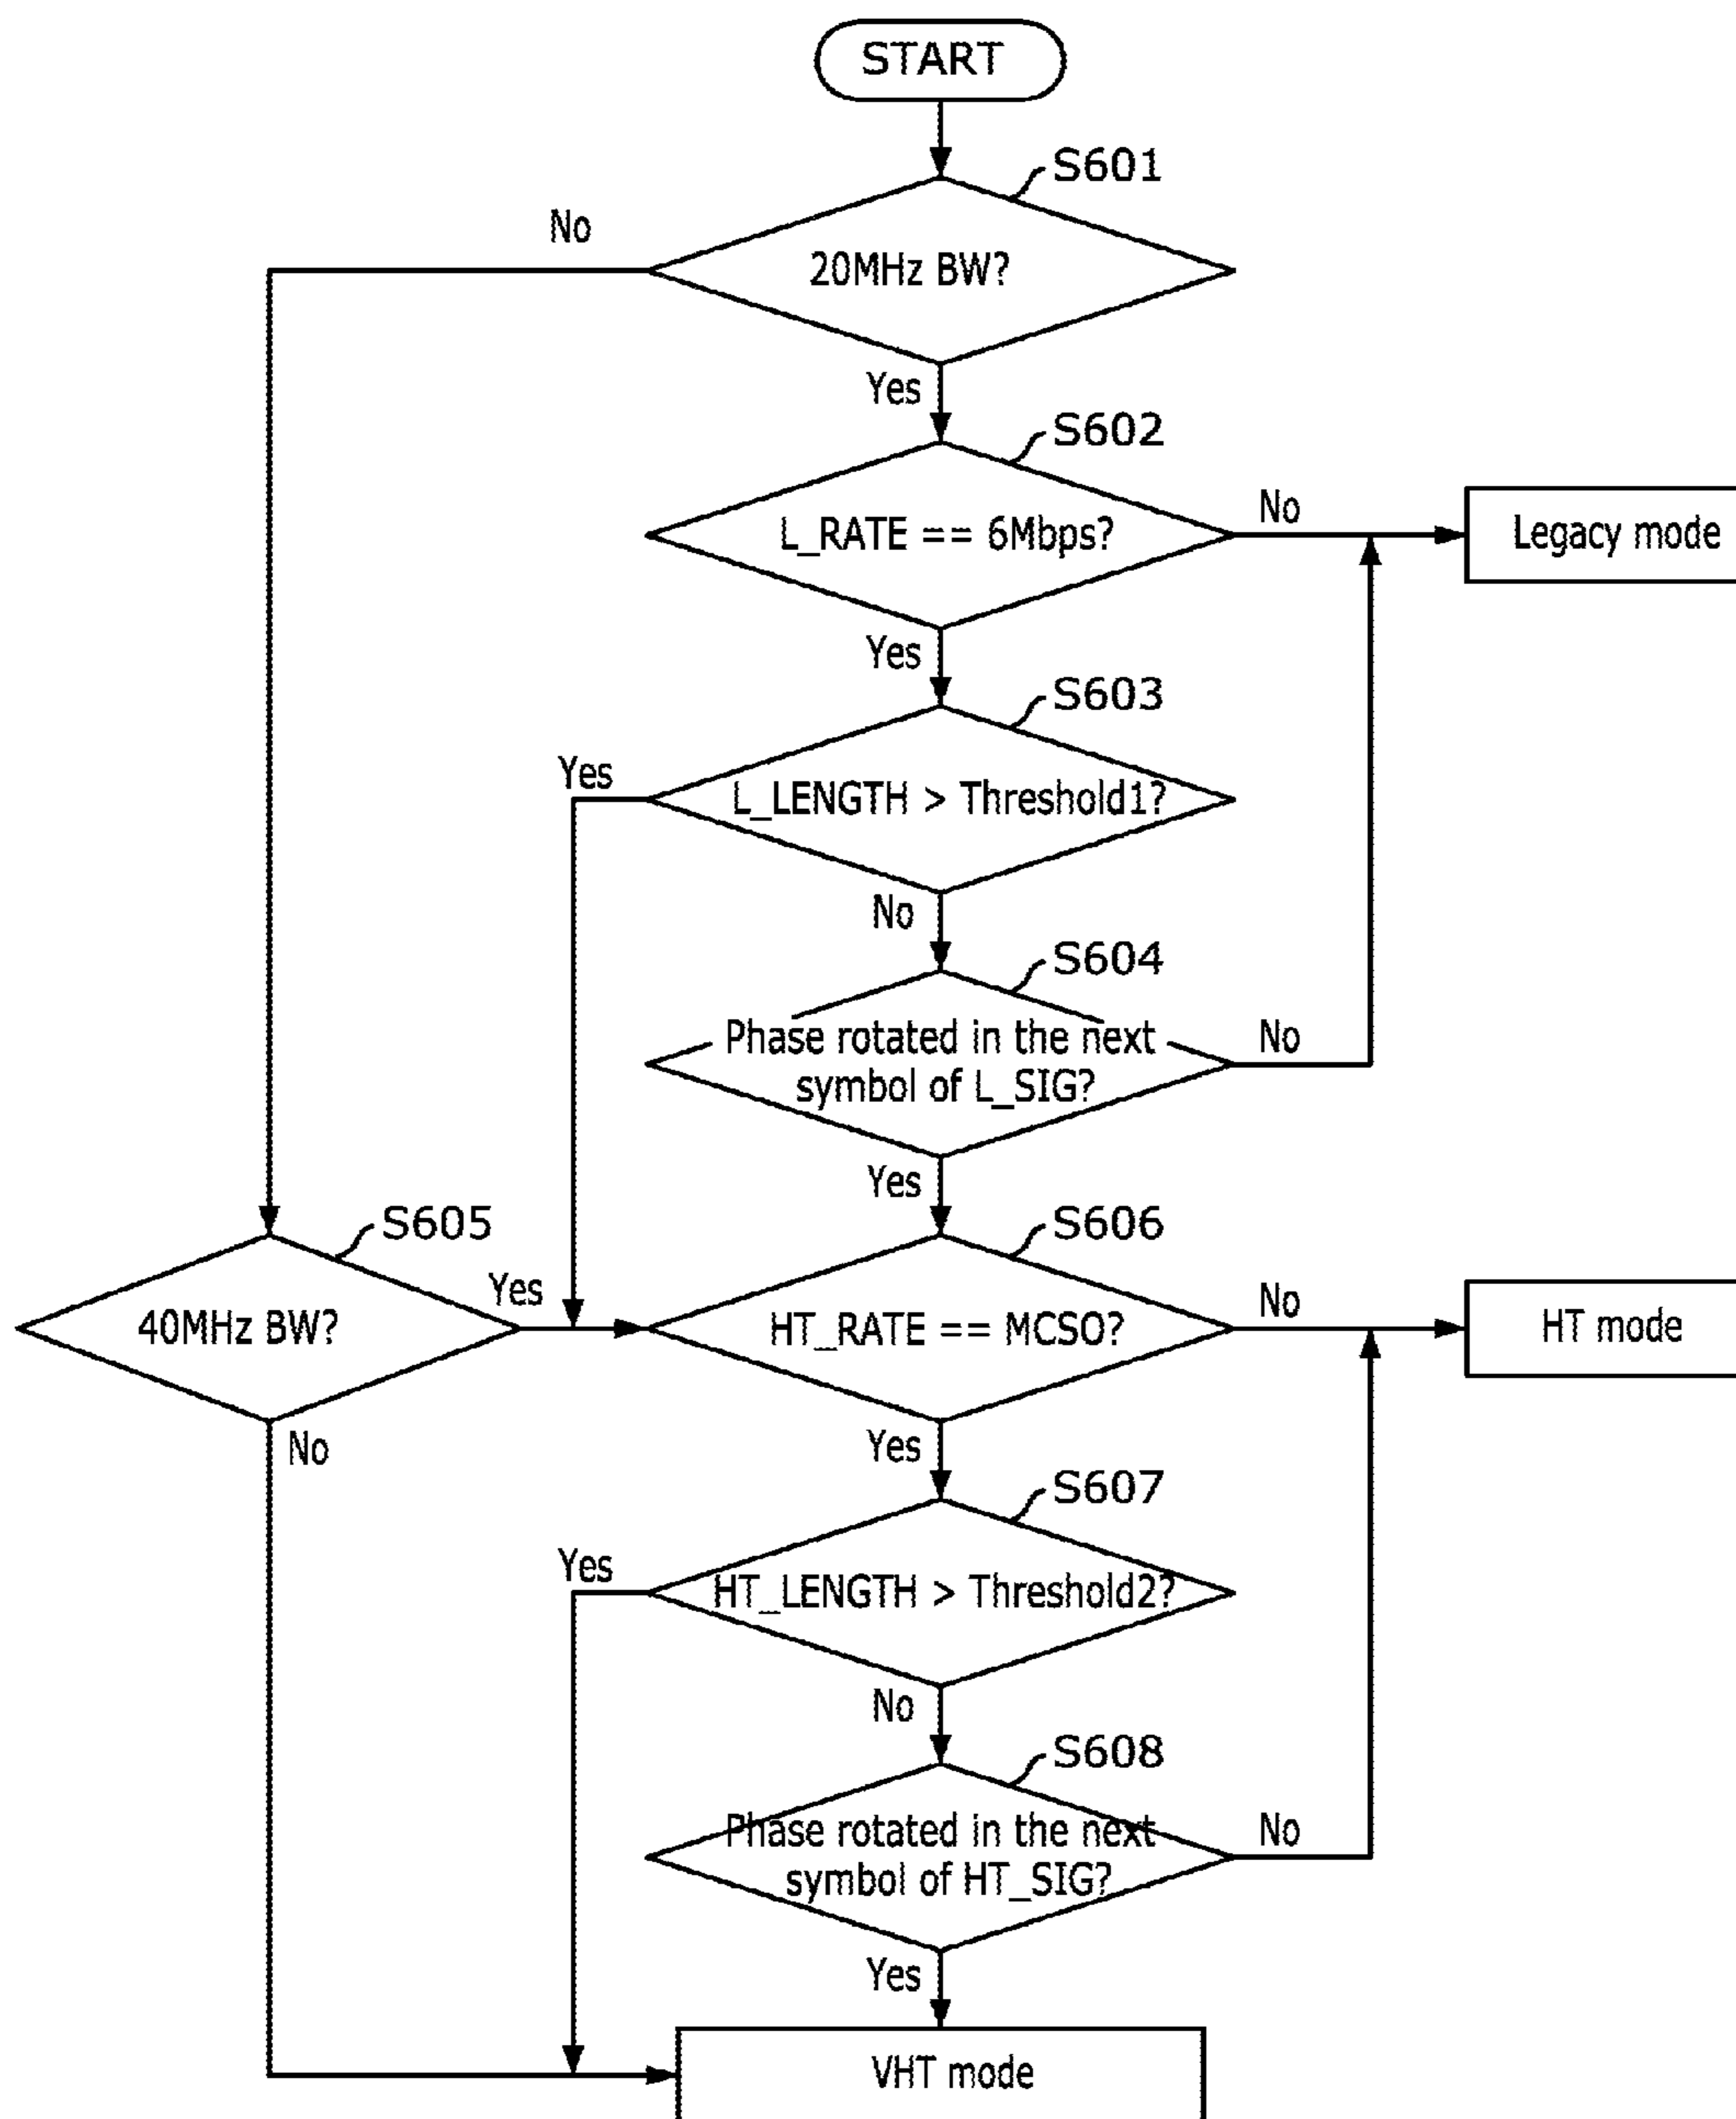 START
S601
No
20MHz BW?
Yes
S602
L_RATE == 6Mbps?
No
Legacy mode
Yes
S603
Yes
L_LENGTH > Threshold1?
No
S604
Phase rotated in the next
symbol of L_SIG?
No
Yes
S605
S606
40MHz BW?
Yes
HT_RATE == MCSO?
No
HT mode
No
Yes
S607
Yes
HT_LENGTH > Threshold2?
No
S608
Phase rotated in the next
symbol of HT_SIG?
No
Yes
VHT mode